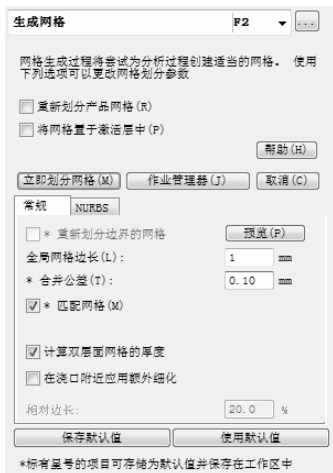 生成网格 F2 ...
网格生成过程将尝试为分析过程创建适当的网格。 使用
下列选项可以更改网格划分参数
重新划分产品网格(R)
将网格置于激活层中(P)
帮助(H)
立即划分网格(M) 作业管理器(J) 取消(C)
常规 NURBS
* 重新划分边界的网格 预览(P)
全局网格边长(L): 1 mm
* 合并公差(T): 0.10 mm
* 匹配网格(M)
计算双层面网格的厚度
在浇口附近应用额外细化
相对边长: 20.0 %
保存默认值 使用默认值
*标有星号的项目可存储为默认值并保存在工作区中